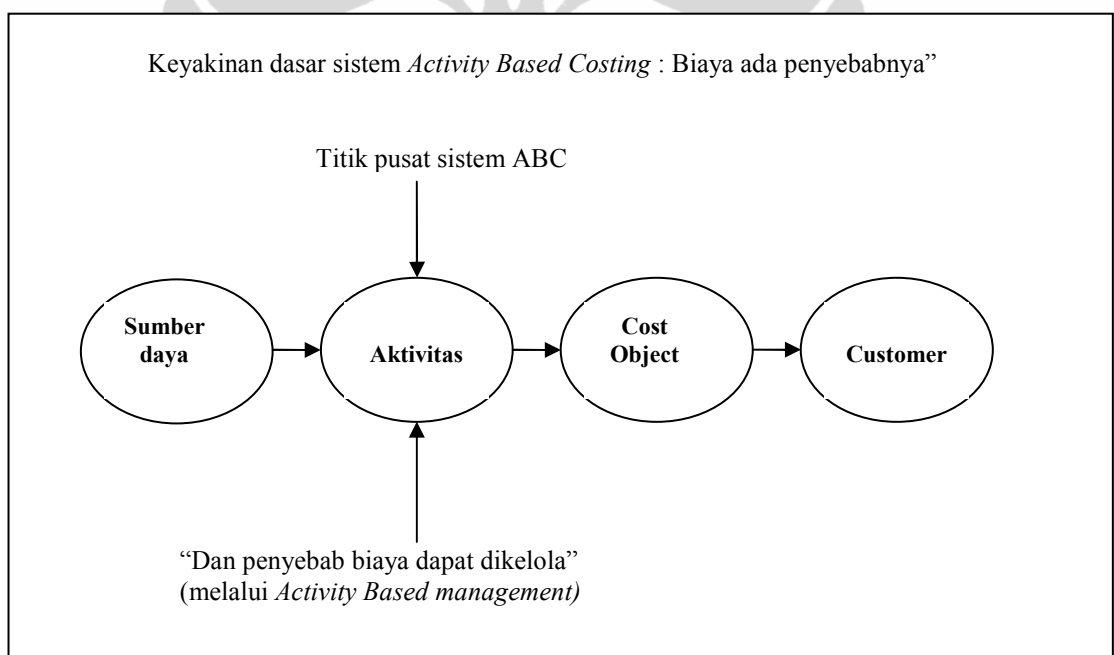 Keyakinan dasar sistem Activity Based Costing : Biaya ada penyebabnya”
Titik pusat sistem ABC
Sumber
daya
Aktivitas
Cost
Object
Customer
“Dan penyebab biaya dapat dikelola”
(melalui Activity Based management)